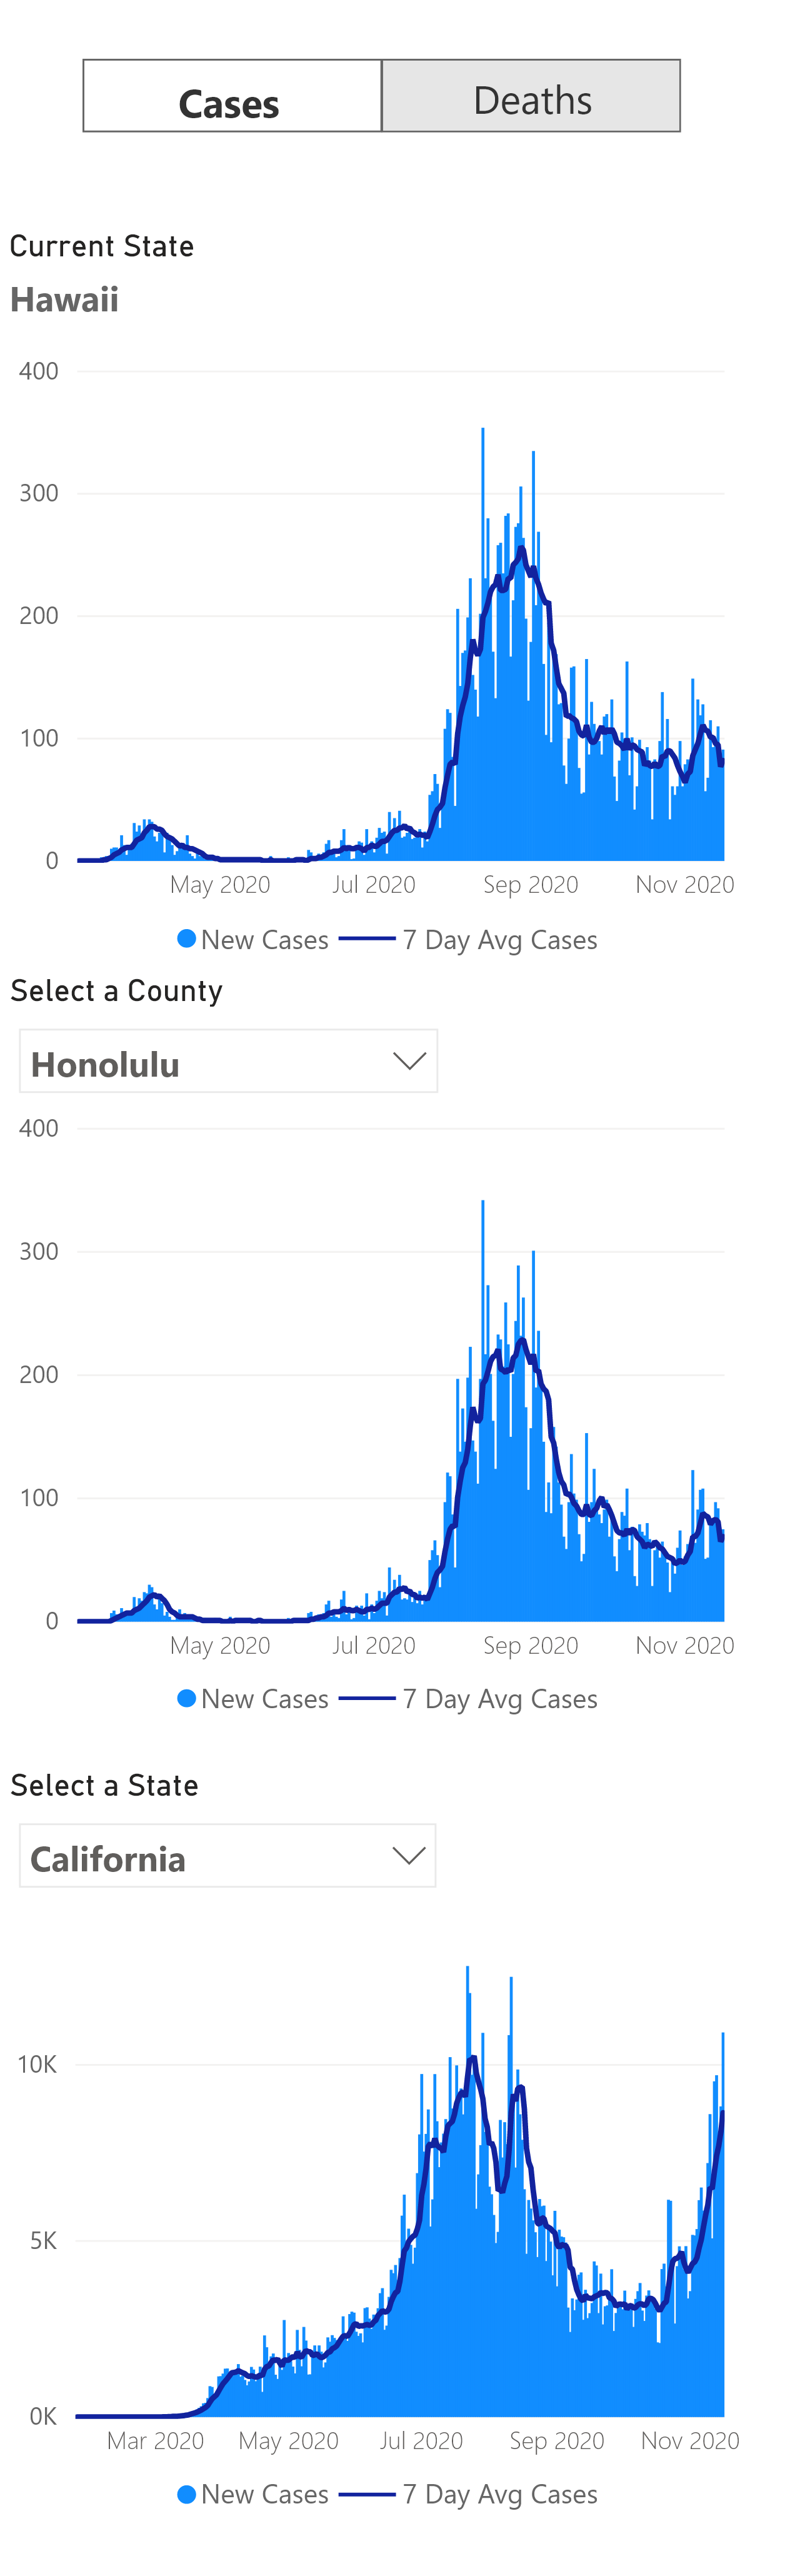 Cases Deaths
Current State
Hawaii
400
300
200
100
0
May 2020 Jul 2020 Sep 2020 Nov 2020
New Cases 7 Day Avg Cases
Select a County
Honolulu
400
300
200
100
0
May 2020 Jul 2020 Sep 2020 Nov 2020
New Cases 7 Day Avg Cases
Select a State
California
10K
5K
0K
Mar 2020 May 2020 Jul 2020 Sep 2020 Nov 2020
New Cases 7 Day Avg Cases